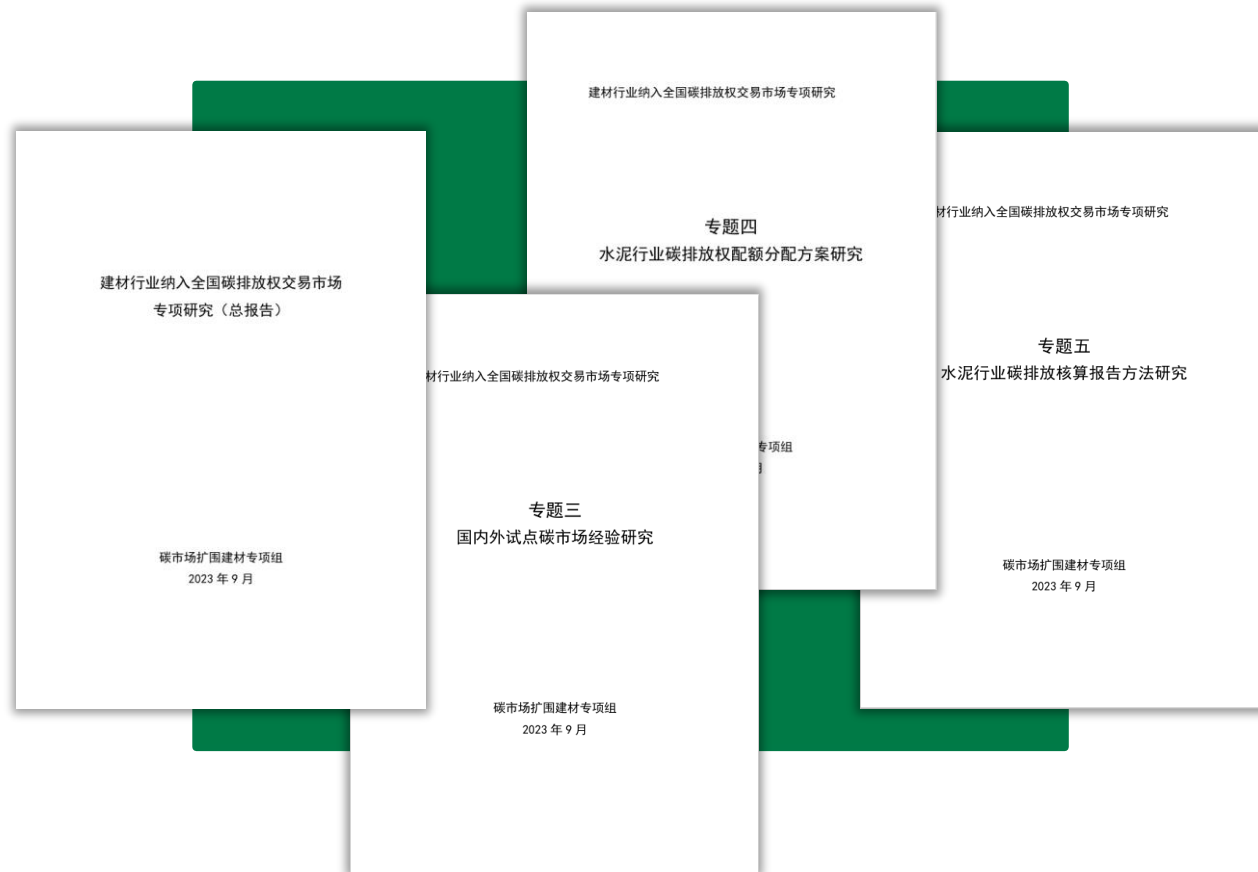 建材行业纳入全国碳排放权交易市场
专项研究（总报告）
碳市场扩围建材专项组
2023 年 9 月
材行业纳入全国碳排放权交易市场专项研究
专题三
国内外试点碳市场经验研究
碳市场扩围建材专项组
2023 年 9 月
建材行业纳入全国碳排放权交易市场专项研究
专题四
水泥行业碳排放权配额分配方案研究
专项组
月
材行业纳入全国碳排放权交易市场专项研究
专题五
水泥行业碳排放核算报告方法研究
碳市场扩围建材专项组
2023 年 9 月